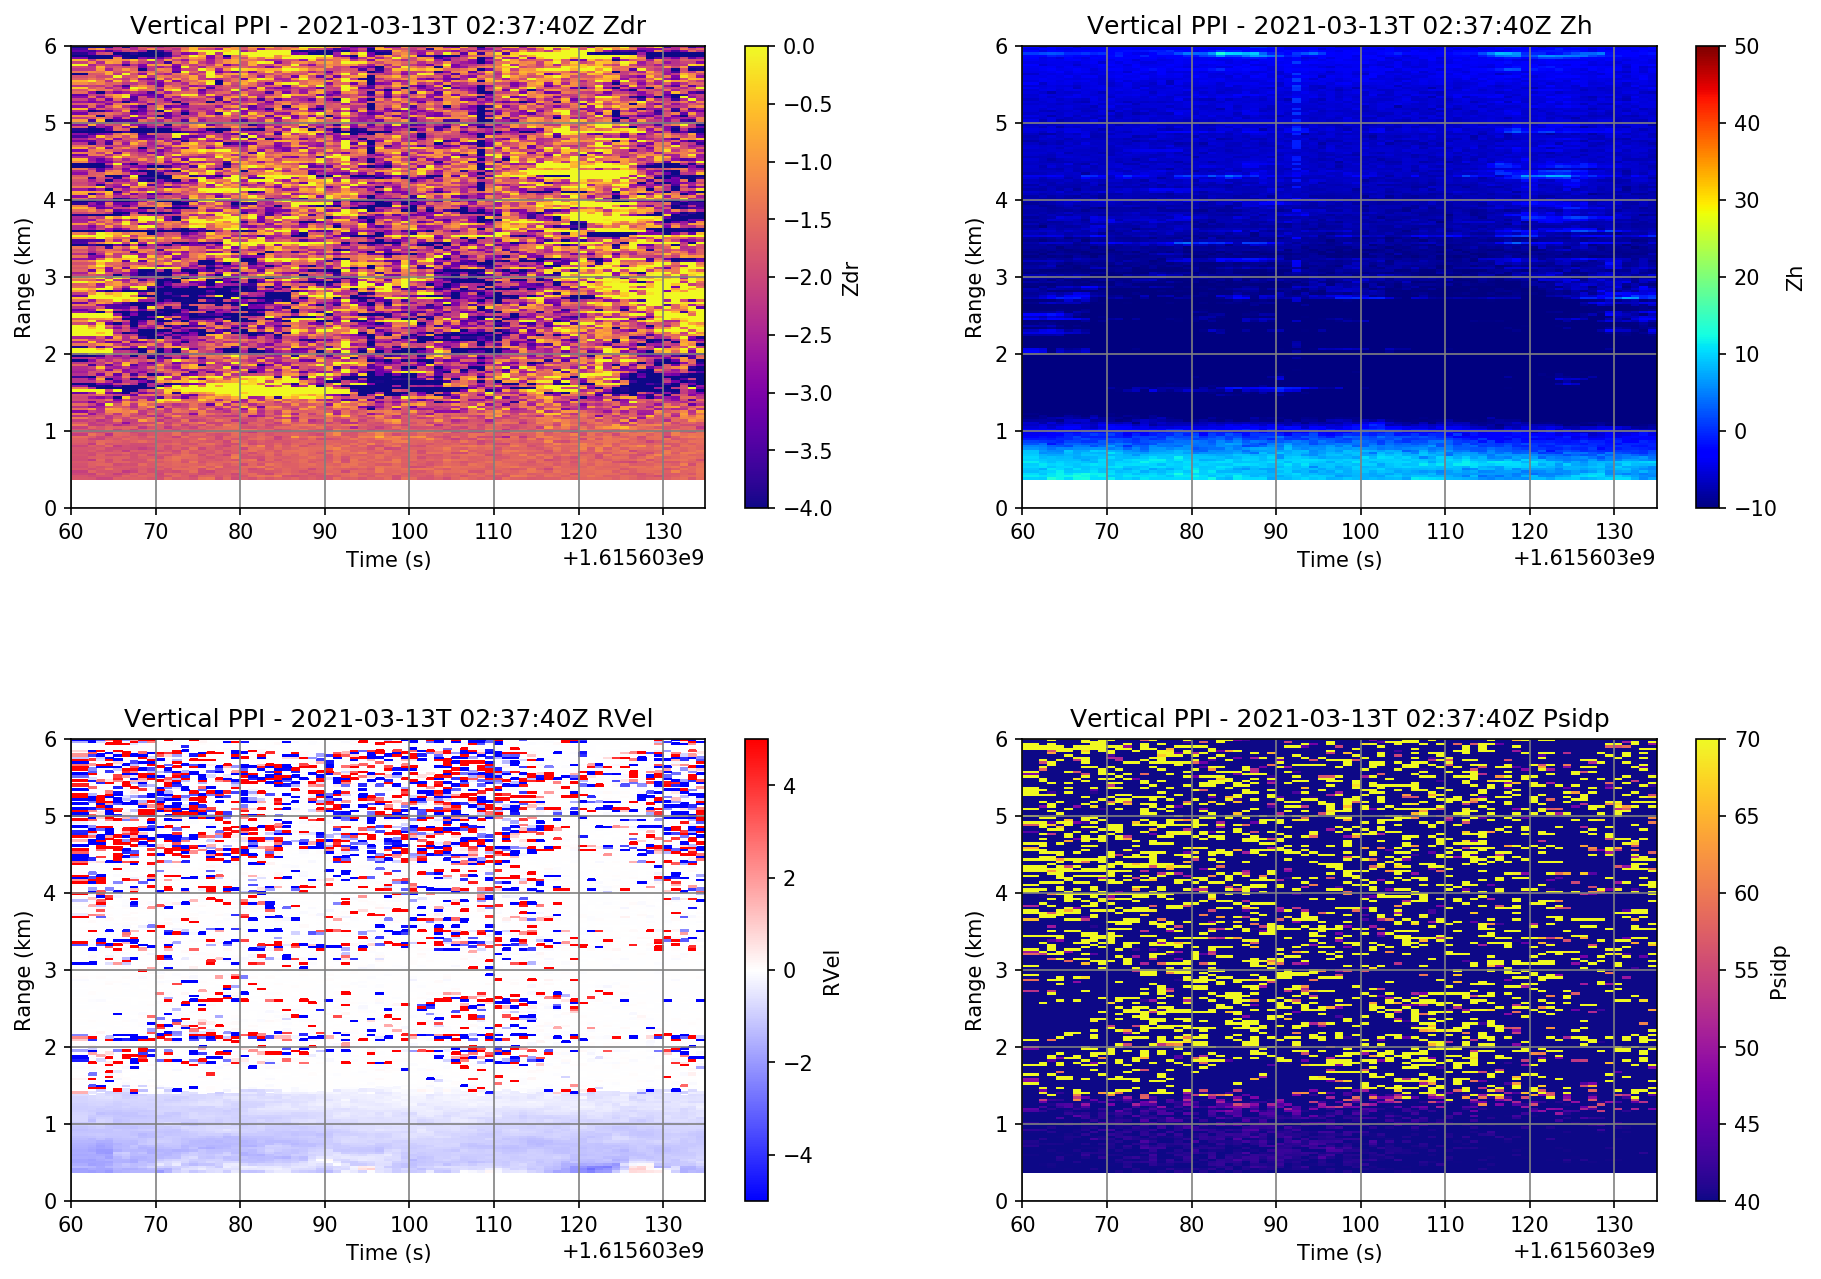 Vertical PPI - 2021-03-13T 02:37:40Z Zdr
6
5
4
3
2
1
0
Range (km)
60 70 80 90 100 110 120 130
Time (s)
+1.615603e9
0.0
−0.5
−1.0
−1.5
−2.0
−2.5
−3.0
−3.5
−4.0
Zdr
Vertical PPI - 2021-03-13T 02:37:40Z Zh
6
5
4
3
2
1
0
Range (km)
60 70 80 90 100 110 120 130
Time (s)
+1.615603e9
50
40
30
20
10
0
−10
Zh
Vertical PPI - 2021-03-13T 02:37:40Z RVel
6
5
4
3
2
1
0
Range (km)
60 70 80 90 100 110 120 130
Time (s)
+1.615603e9
4
2
0
−2
−4
RVel
Vertical PPI - 2021-03-13T 02:37:40Z Psidp
6
5
4
3
2
1
0
Range (km)
60 70 80 90 100 110 120 130
Time (s)
+1.615603e9
70
65
60
55
50
45
40
Psidp